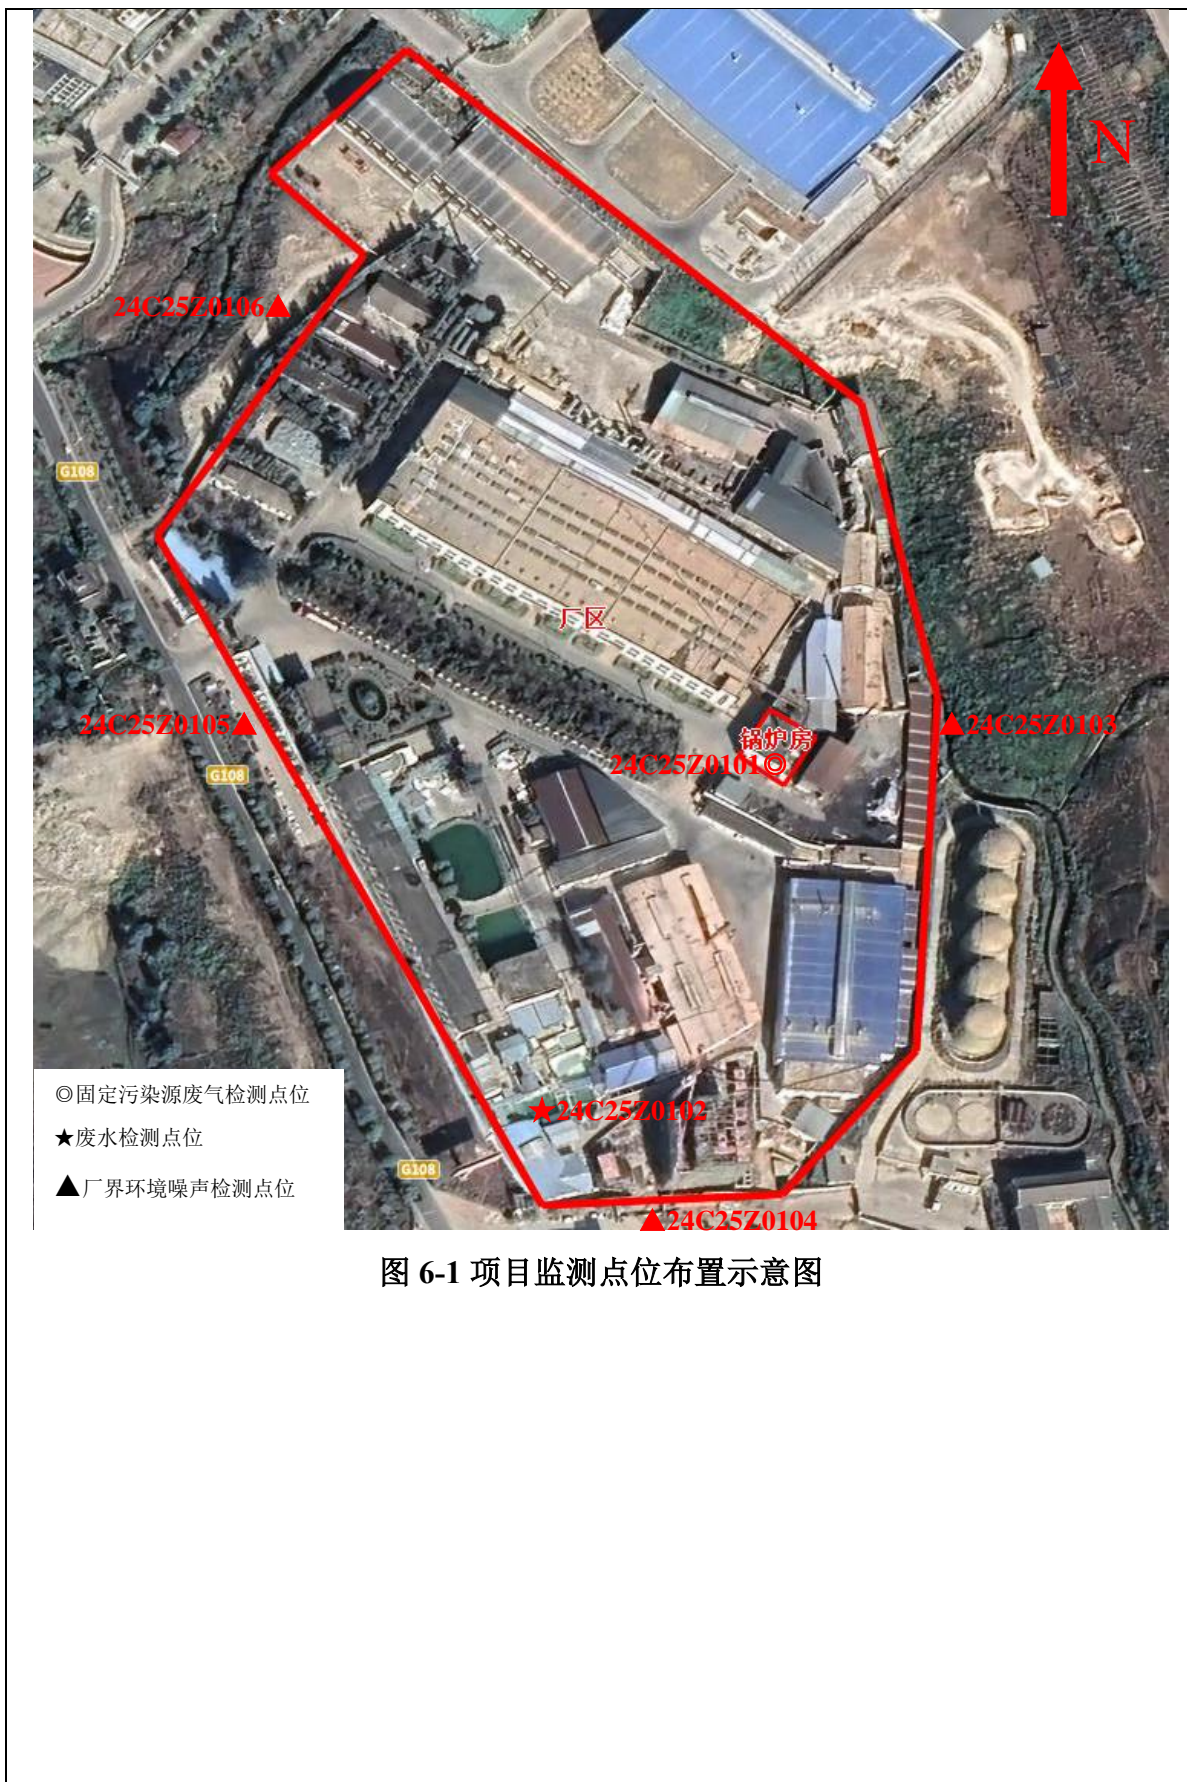 N
24C25Z0106▲
G108
厂区
24C25Z0105▲
▲24C25Z0103
锅炉房
24C25Z0101◎
G108
◎固定污染源废气检测点位
★废水检测点位
▲厂界环境噪声检测点位
★24C25Z0102
G108
▲24C25Z0104
图 6-1 项目监测点位布置示意图